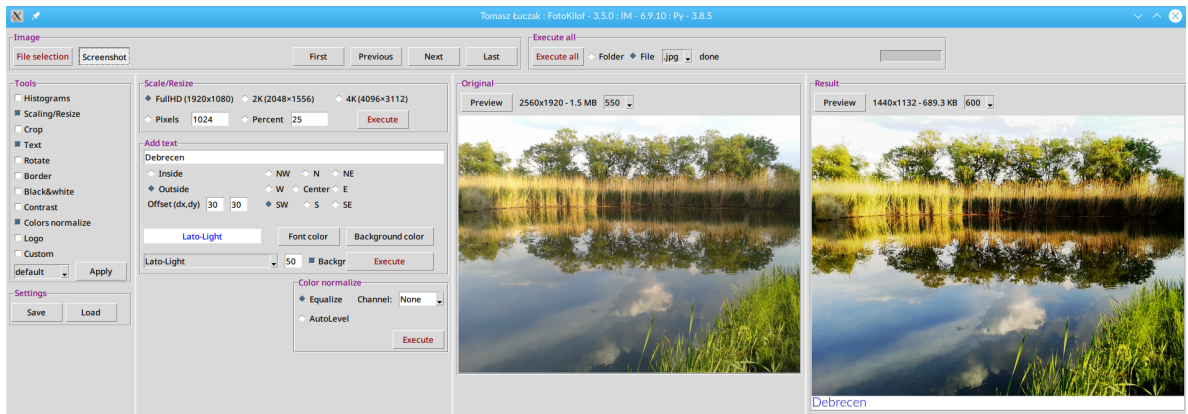 Tomasz Łuczak : FotoKilof - 3.5.0 : IM - 6.9.10 : Py - 3.8.5
Image
File selection Screenshot First Previous Next Last
Execute all
Execute all Folder File .jpg done
Tools
Histograms
Scaling/Resize
Crop
Text
Rotate
Border
Black&white
Contrast
Colors normalize
Logo
Custom
default Apply
Settings
Save Load
Scale/Resize
FullHD (1920x1080) 2K (2048×1556) 4K (4096×3112)
Pixels 1024 Percent 25 Execute
Add text
Debrecen
Inside NW N NE
Outside W Center E
Offset (dx,dy) 30 30 SW S SE
Lato-Light Font color Background color
Lato-Light 50 Backgr Execute
Color normalize
Equalize Channel: None
AutoLevel
Execute
Original
Preview 2560x1920 - 1.5 MB 550
Result
Preview 1440x1132 - 689.3 KB 600
Debrecen